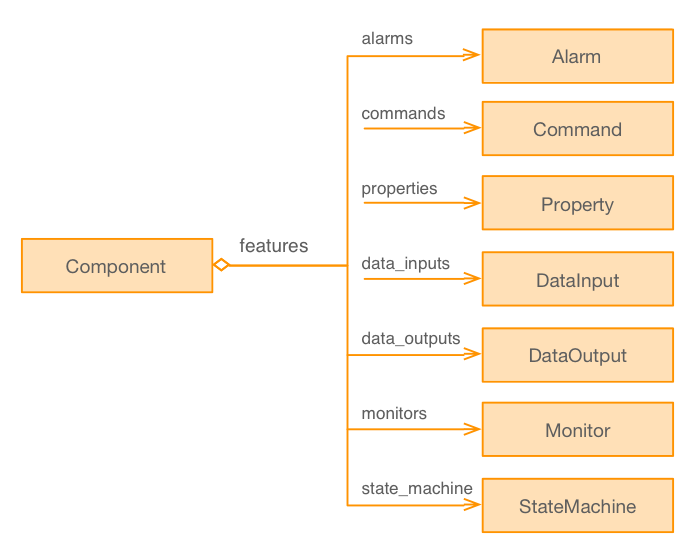 alarms
Alarm
commands
Command
properties
Property
features
Component
data_inputs
DataInput
data_outputs
DataOutput
monitors
Monitor
state_machine
StateMachine